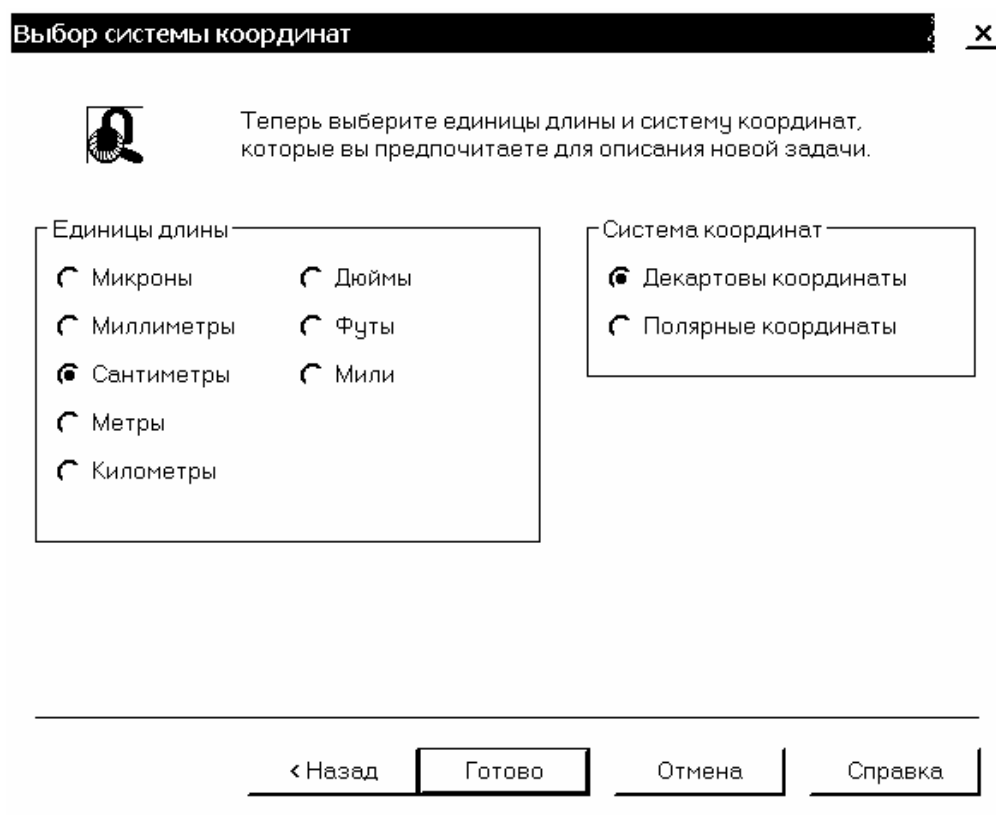 Выбор системы координат
Теперь выберите единицы длины и систему координат,
которые вы предпочитаете для описания новой задачи.
Единицы длины
Микроны
Дюймы
Миллиметры
Футы
Сантиметры
Мили
Метры
Километры
Система координат
Декартовы координаты
Полярные координаты
< Назад
Готово
Отмена
Справка